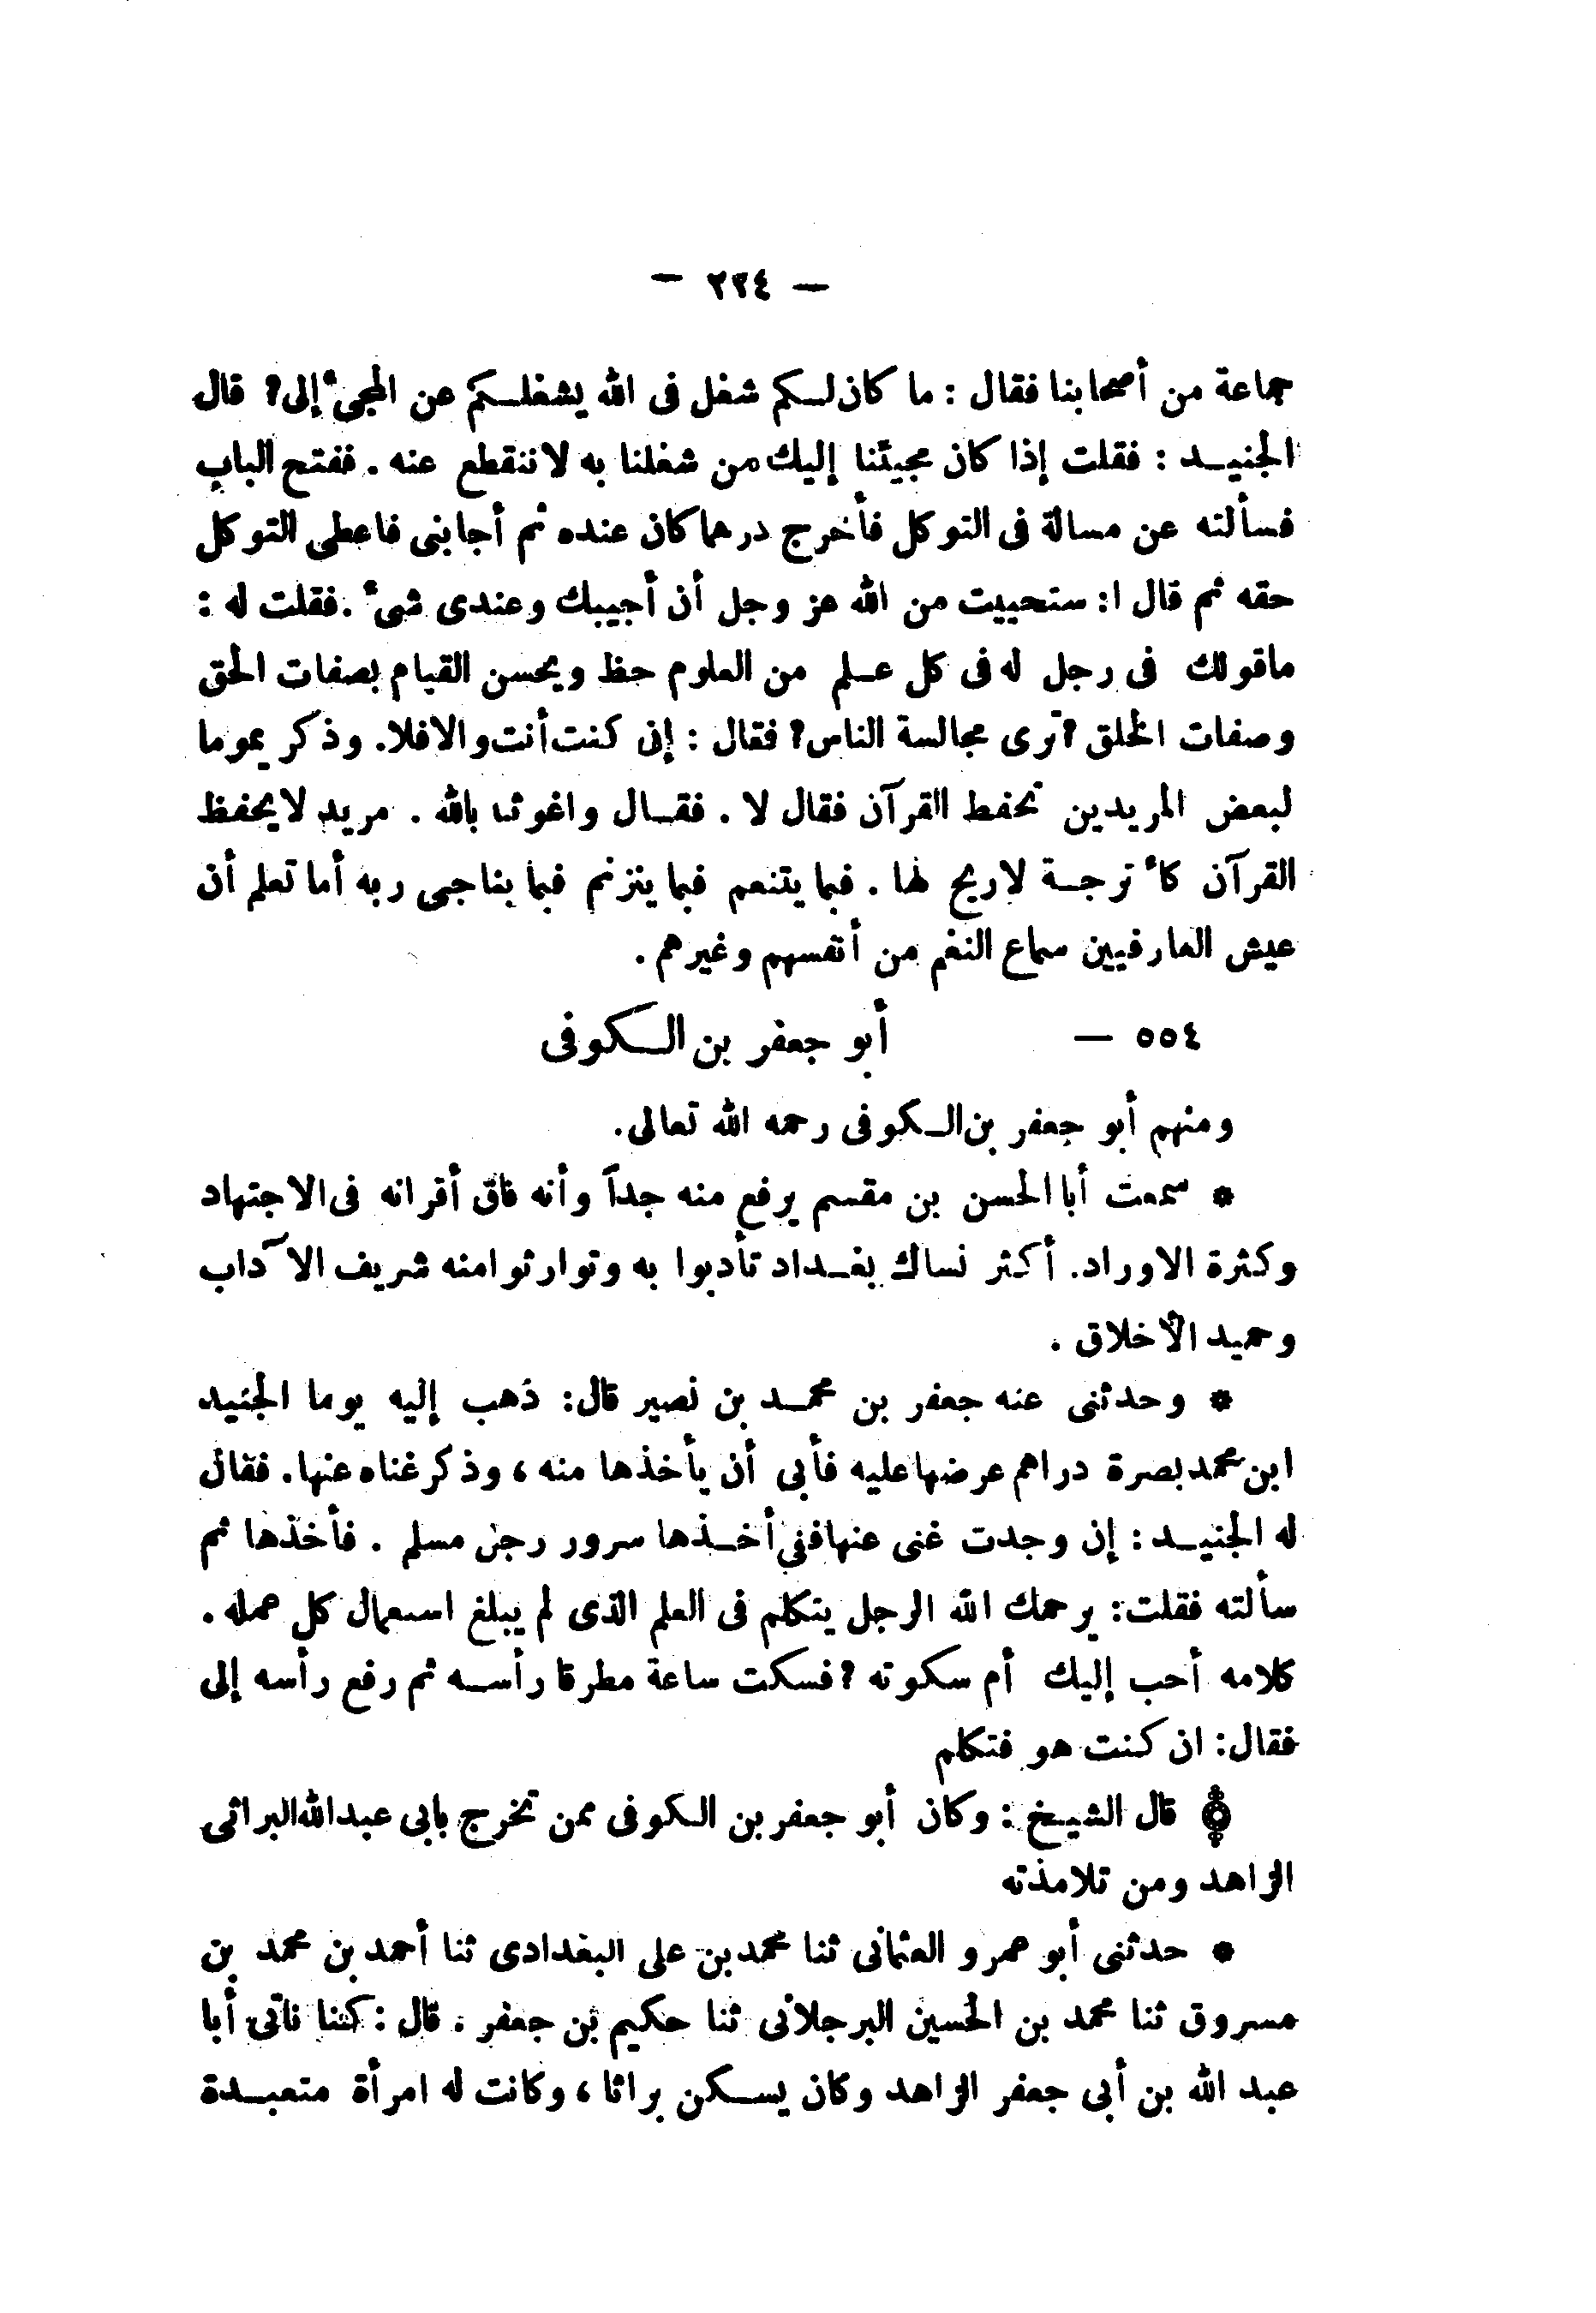 — ٢٢٤ —
جماعة من أصحابنا فقال : ما كان لكم شغل فى الله يشغلكم عن المجىء إلى ? قال
الجنيد : فقلت إذا كان مجيئنا إليك من شغلنا به لا ننقطع عنه . ففتح الباب
فسألته عن مسالة فى التوكل فأخرج درهما كان عنده ثم أجابنى فاعطى التوكل
حقه ثم قال ا: ستحييت من الله عز وجل أن أجيبك وعندى شىء . فقلت له :
ماقولك فى رجل له فى كل علم من العلوم حظ ويحسن القيام بصفات الحق
وصفات الخلق ? ترى مجالسة الناس ? فقال : إن كنت أنت والافلا. وذكر يموما
لبعض المريدين تحفط القرآن فقال لا . فقال واغوثا بالله . مريد لا يحفظ
القرآن كأ ترجة لاريح لها . فبما يتنعم فبما يترنم فبما يناجى ربه أما تعلم أن
عيش العارفيين سماع النغم من أنفسهم وغيرهم .
٥٥٤ — أبو جعفر بن الكوفى
ومنهم أبو جعفر بن الكوفى رحمه الله تعالى.
* سمعت أبا الحسن بن مقسم يرفع منه جداً وأنه فاق أقرانه فى الاجتهاد
وكثرة الاوراد. أكثر نساك بغداد تأدبوا به وتوارثوا منه شريف الآداب
وحميد الأخلاق .
* وحدثنى عنه جعفر بن محمد بن نصير قال: ذهب إليه يوما الجنيد
ابن محمد بصرة دراهم عرضها عليه فأبى أن يأخذها منه ، وذكر غناه عنها. فقال
له الجنيد : إن وجدت غنى عنها ففي أخذها سرور رجل مسلم . فأخذها ثم
سألته فقلت: يرحمك الله الرجل يتكلم فى العلم الذى لم يبلغ استعمال كل عمله .
كلامه أحب إليك أم سكوته ? فسكت ساعة مطرقا رأسه ثم رفع رأسه إلى
فقال: ان كنت هو فتكلم
۞ قال الشيخ : وكان أبو جعفر بن الكوفى ممن تخرج بابى عبد الله البراثى
الزاهد ومن تلامذته
* حدثنى أبو عمرو العثمانى ثنا محمد بن على البغدادى ثنا أحمد بن محمد بن
مسروق ثنا محمد بن الحسين البرجلانى ثنا حكيم بن جعفر . قال : كنا ناتى أبا
عبد الله بن أبى جعفر الزاهد وكان يسكن براثا ، وكانت له امرأة متعبدة